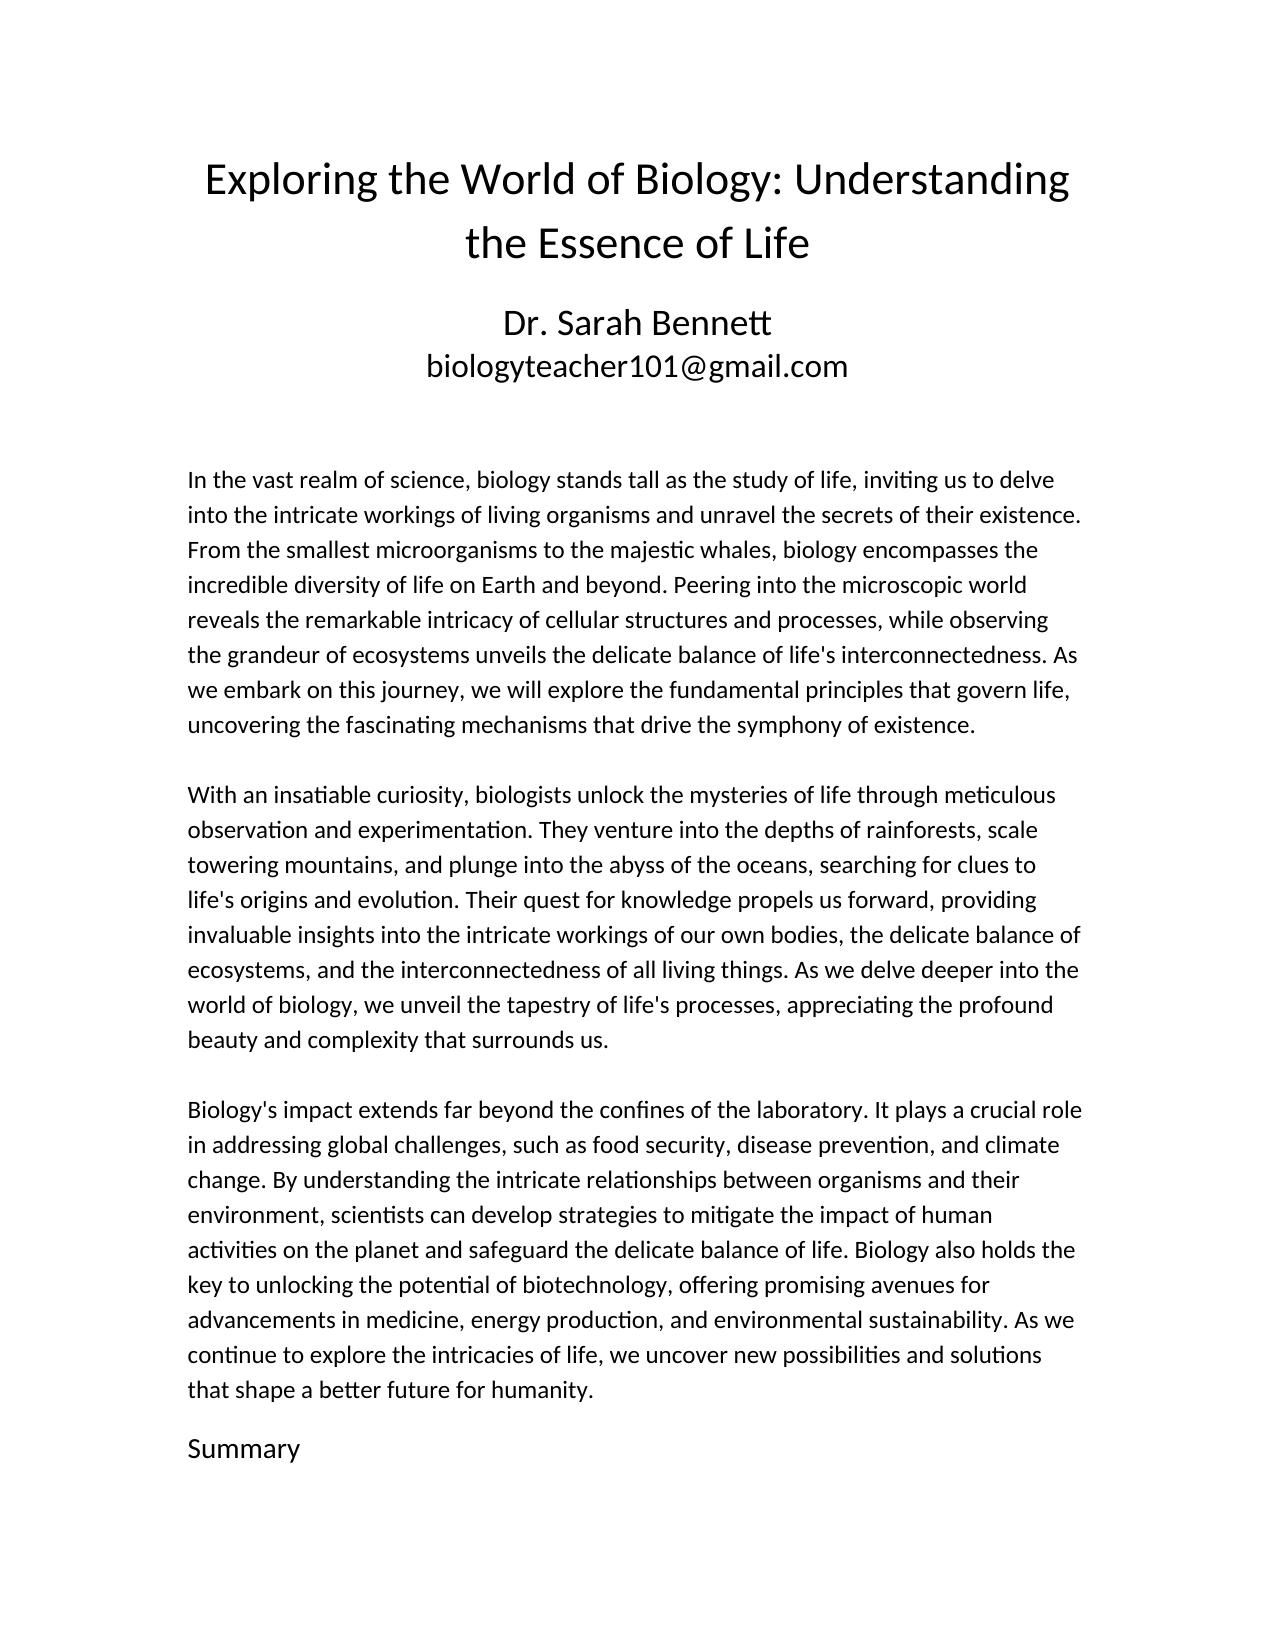 Exploring the World of Biology: Understanding
the Essence of Life
Dr. Sarah Bennett
biologyteacher101@gmail.com
In the vast realm of science, biology stands tall as the study of life, inviting us to delve
into the intricate workings of living organisms and unravel the secrets of their existence.
From the smallest microorganisms to the majestic whales, biology encompasses the
incredible diversity of life on Earth and beyond. Peering into the microscopic world
reveals the remarkable intricacy of cellular structures and processes, while observing
the grandeur of ecosystems unveils the delicate balance of life's interconnectedness. As
we embark on this journey, we will explore the fundamental principles that govern life,
uncovering the fascinating mechanisms that drive the symphony of existence.
With an insatiable curiosity, biologists unlock the mysteries of life through meticulous
observation and experimentation. They venture into the depths of rainforests, scale
towering mountains, and plunge into the abyss of the oceans, searching for clues to
life's origins and evolution. Their quest for knowledge propels us forward, providing
invaluable insights into the intricate workings of our own bodies, the delicate balance of
ecosystems, and the interconnectedness of all living things. As we delve deeper into the
world of biology, we unveil the tapestry of life's processes, appreciating the profound
beauty and complexity that surrounds us.
Biology's impact extends far beyond the confines of the laboratory. It plays a crucial role
in addressing global challenges, such as food security, disease prevention, and climate
change. By understanding the intricate relationships between organisms and their
environment, scientists can develop strategies to mitigate the impact of human
activities on the planet and safeguard the delicate balance of life. Biology also holds the
key to unlocking the potential of biotechnology, offering promising avenues for
advancements in medicine, energy production, and environmental sustainability. As we
continue to explore the intricacies of life, we uncover new possibilities and solutions
that shape a better future for humanity.
Summary